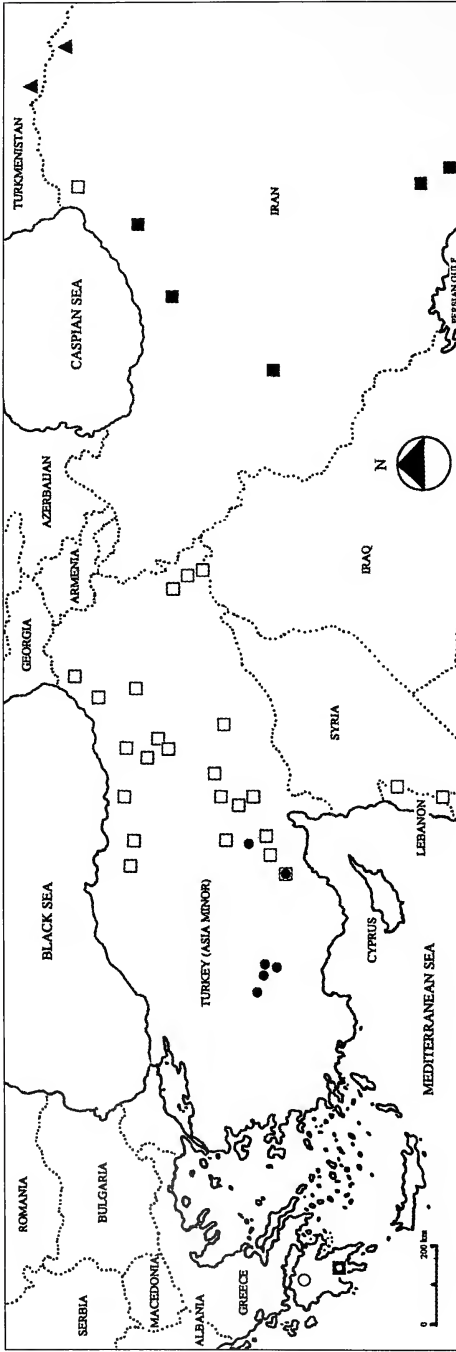 ROMANIA
SERBIA
BULGARIA
MACEDONIA
ALBANIA
GREECE
BLACK SEA
GEORGIA
ARMENIA
AZERBAIJAN
CASPIAN SEA
TURKMENISTAN
TURKEY (ASIA MINOR)
IRAN
N
SYRIA
IRAQ
CYPRUS
LEBANON
MEDITERRANEAN SEA
PERSIAN GULF
200 km